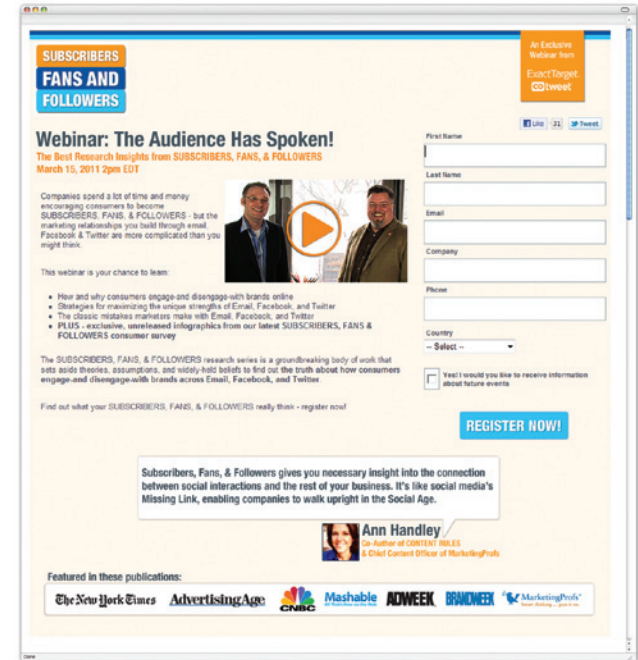 SUBSCRIBERS
FANS AND
FOLLOWERS
An Exclusive
Webinar from
ExactTarget.
cotweet
Like 31 Tweet
Webinar: The Audience Has Spoken!
The Best Research Insights from SUBSCRIBERS, FANS, & FOLLOWERS
March 15, 2011 2pm EDT
Companies spend a lot of time and money
encouraging consumers to become
SUBSCRIBERS, FANS, & FOLLOWERS - but the
marketing relationships you build through email,
Facebook & Twitter are more complicated than you
might think.
This webinar is your chance to learn:
• How and why consumers engage-and disengage-with brands online
• Strategies for maximizing the unique strengths of Email, Facebook, and Twitter
• The classic mistakes marketers make with Email, Facebook, and Twitter
• PLUS - exclusive, unreleased infographics from our latest SUBSCRIBERS, FANS &
FOLLOWERS consumer survey
The SUBSCRIBERS, FANS, & FOLLOWERS research series is a groundbreaking body of work that
sets aside theories, assumptions, and widely-held beliefs to find out the truth about how consumers
engage-and disengage-with brands across Email, Facebook, and Twitter.
Find out what your SUBSCRIBERS, FANS, & FOLLOWERS really think - register now!
First Name
Last Name
Email
Company
Phone
Country
-- Select --
Yes! I would you like to receive information
about future events
REGISTER NOW!
Subscribers, Fans, & Followers gives you necessary insight into the connection
between social interactions and the rest of your business. It's like social media's
Missing Link, enabling companies to walk upright in the Social Age.
Ann Handley
Co-Author of CONTENT RULES
& Chief Content Officer of MarketingProfs
Featured in these publications:
The New York Times AdvertisingAge CNBC Mashable ADWEEK BRANDWEEK MarketingProfs
Done